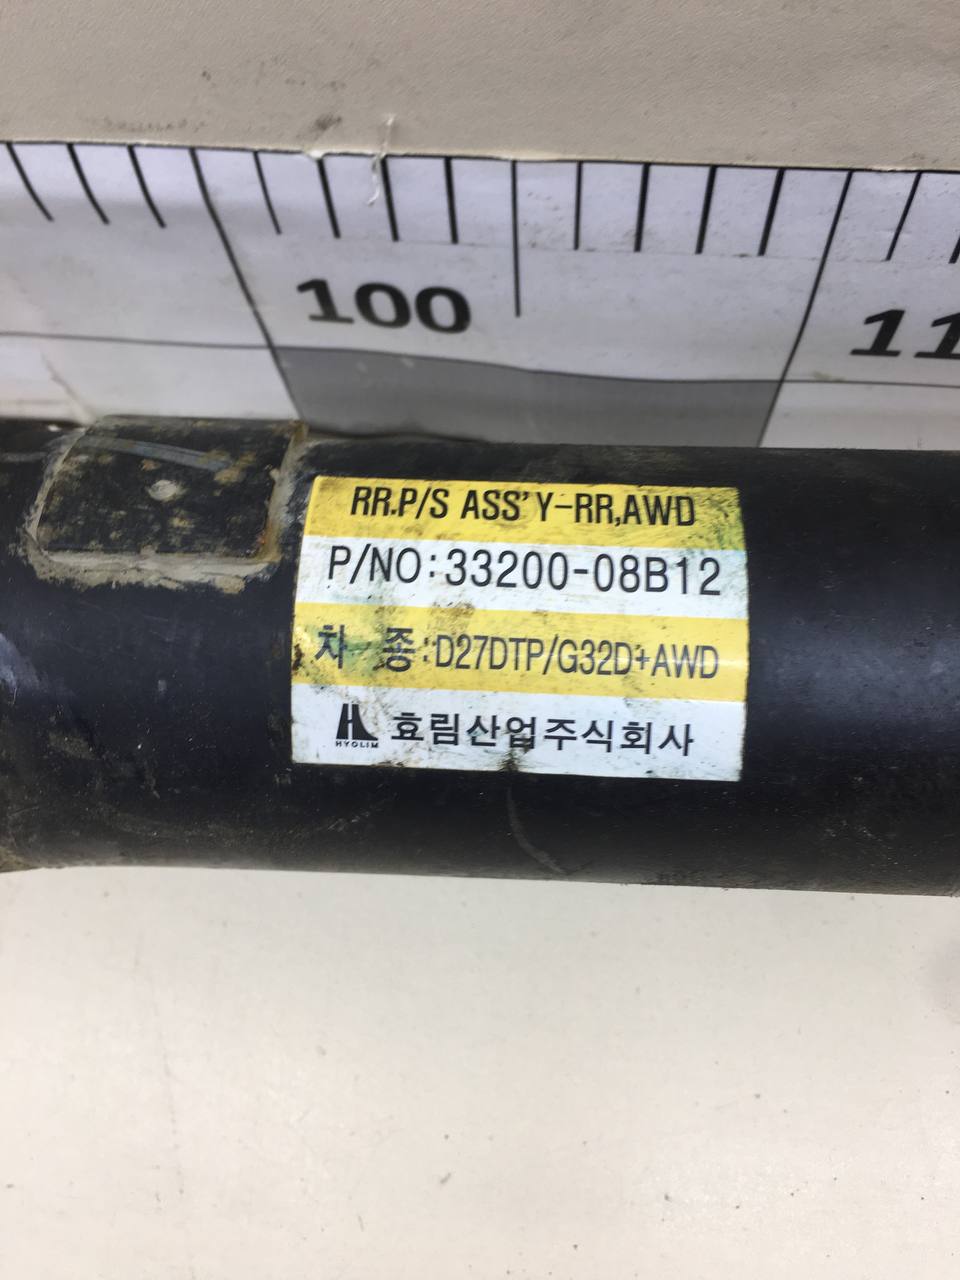 100
11
RR.P/S ASS'Y-RR,AWD
P/NO:33200-08B12
차 종:D27DTP/G32D+AWD
HYOLIM 효림산업주식회사